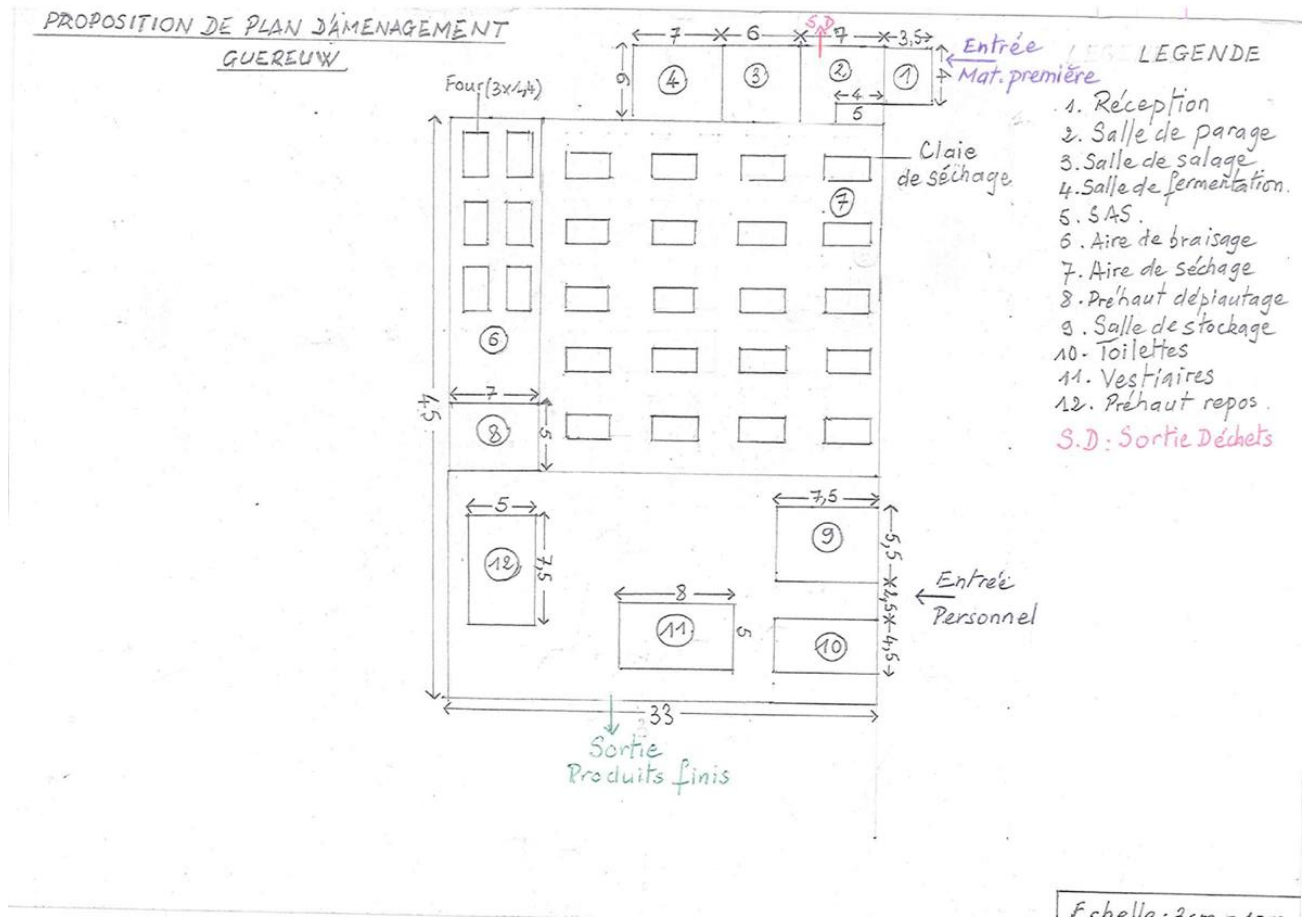 PROPOSITION DE PLAN D'AMENAGEMENT
GUEREUW
7 6 7 3,5
S.D
6
4
3
2
1
4
4
5
Entrée
Mat. première
Four (3x1,4)
Claie
de séchage
7
45
6
7
8
5
5
12
7,5
8
11
5
7,5
9
5,5
2,5
4,5
10
Entrée
Personnel
33
Sortie
Produits finis
LEGENDE
1. Réception
2. Salle de parage
3. Salle de salage
4. Salle de fermentation.
5. SAS.
6. Aire de braisage
7. Aire de séchage
8. Préhaut dépiautage
9. Salle de stockage
10- Toilettes
11. Vestiaires
12. Préhaut repos.
S.D: Sortie Déchets